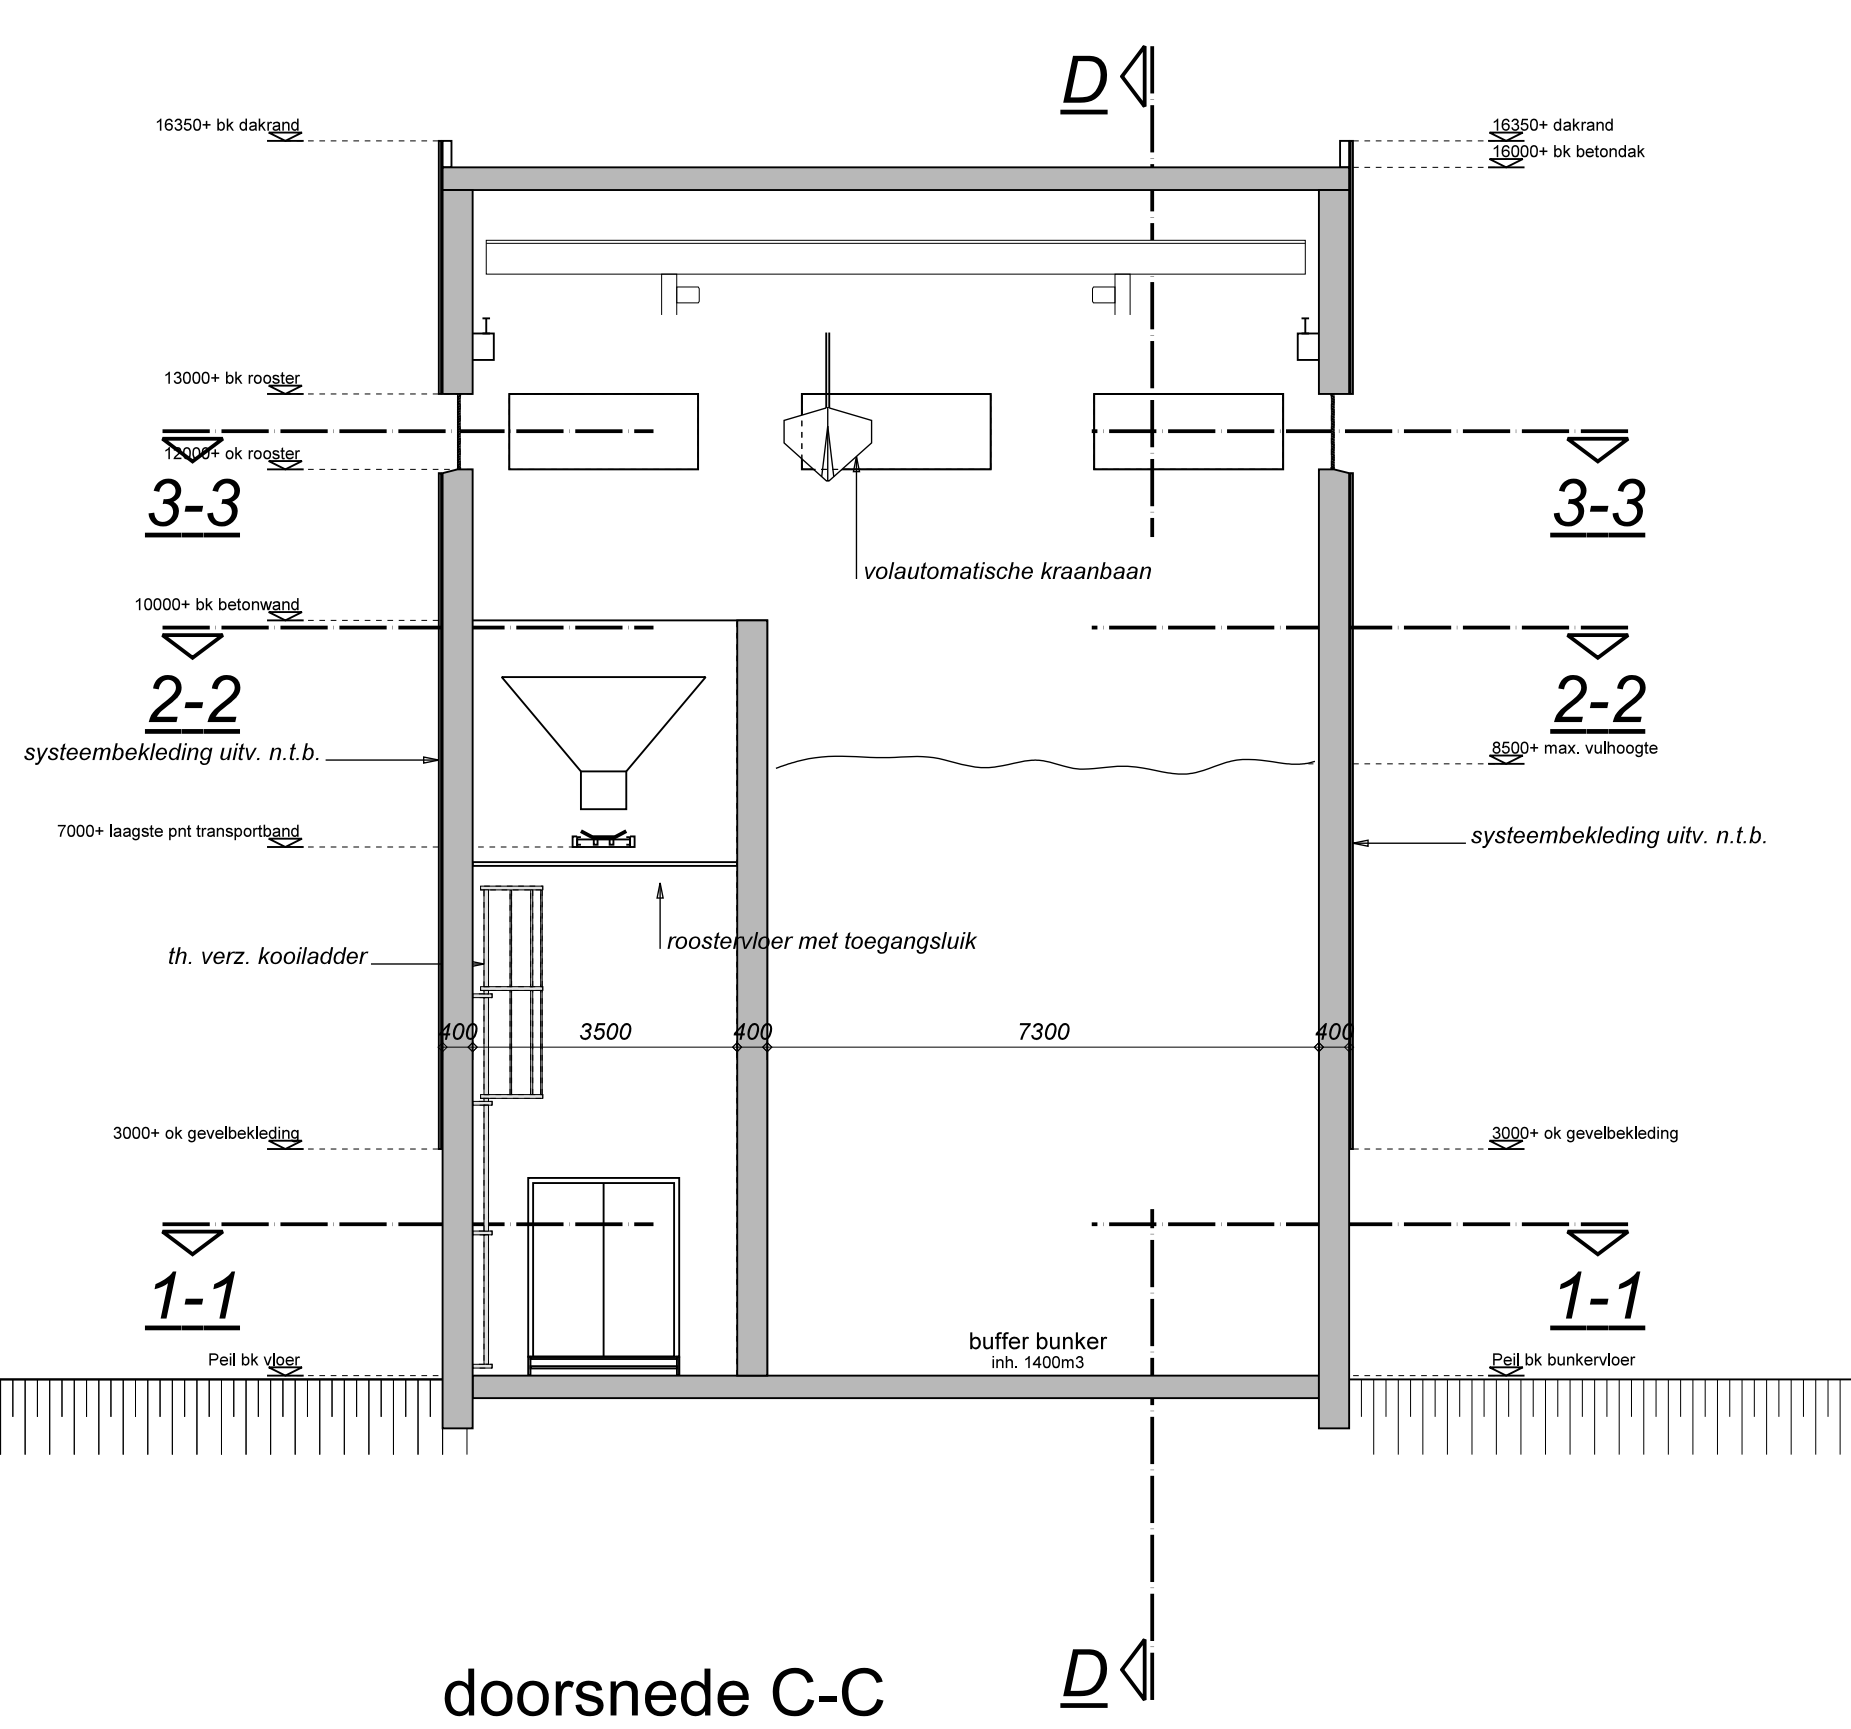 D
16350+ bk dakrand
16350+ dakrand
16000+ bk betondak
13000+ bk rooster
12000+ ok rooster
3-3
3-3
volautomatische kraanbaan
10000+ bk betonwand
2-2
2-2
systeembekleding uitv. n.t.b.
8500+ max. vulhoogte
7000+ laagste pnt transportband
systeembekleding uitv. n.t.b.
roostervloer met toegangsluik
th. verz. kooiladder
400
3500
400
7300
400
3000+ ok gevelbekleding
3000+ ok gevelbekleding
1-1
1-1
buffer bunker
inh. 1400m3
Peil bk vloer
Peil bk bunkervloer
D
doorsnede C-C